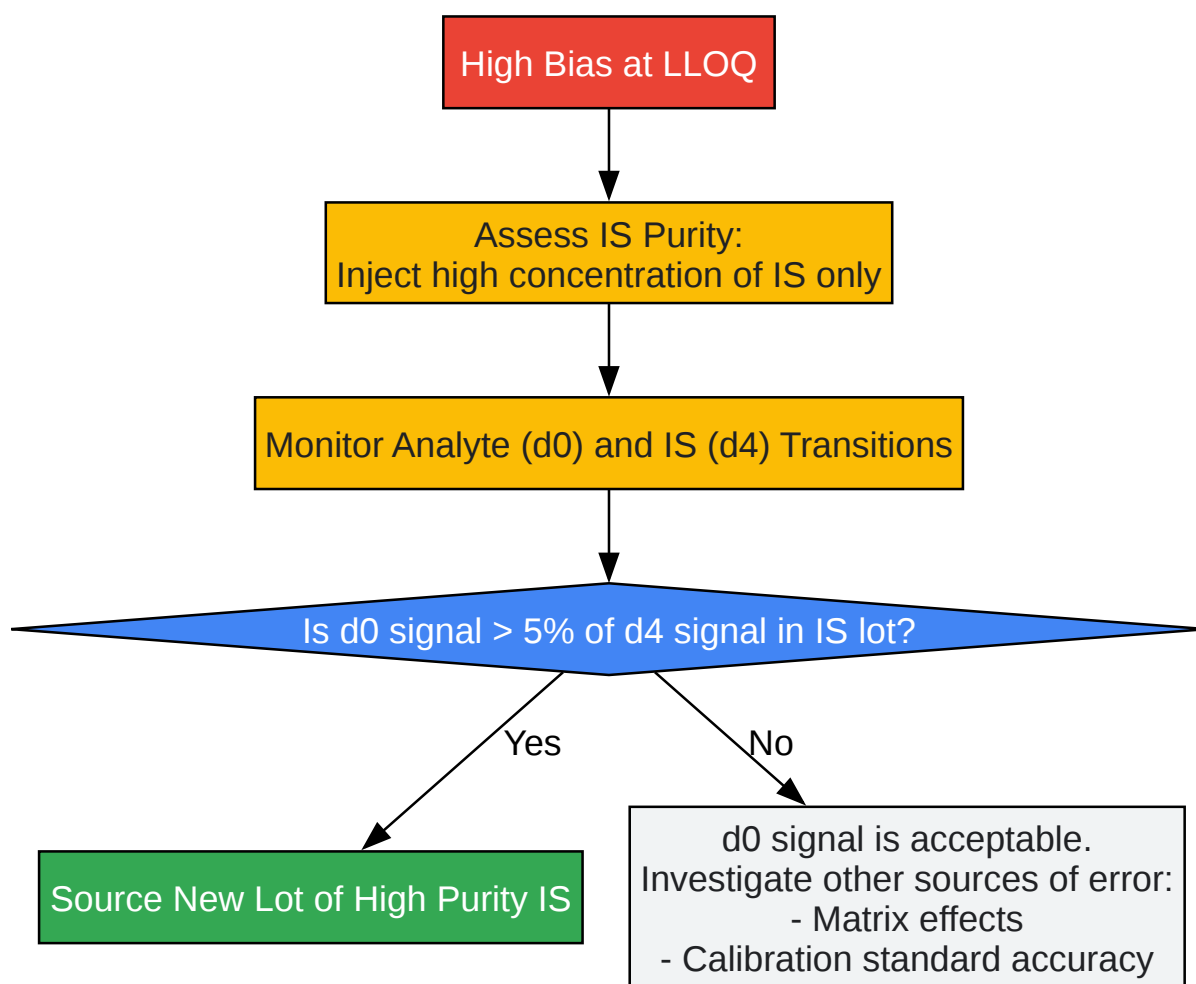 High Bias at LLOQ
Assess IS Purity:
Inject high concentration of IS only
Monitor Analyte (d0) and IS (d4) Transitions
Is d0 signal > 5% of d4 signal in IS lot?
Yes
No
Source New Lot of High Purity IS
d0 signal is acceptable.
Investigate other sources of error:
- Matrix effects
- Calibration standard accuracy